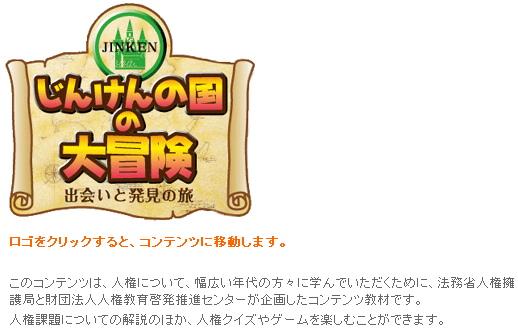 JINKEN
じんけんの国
の
大冒険
出会いと発見の旅
ロゴをクリックすると、コンテンツに移動します。
このコンテンツは、人権について、幅広い年代の方々に学んでいただくために、法務省人権擁
護局と財団法人人権教育啓発推進センターが企画したコンテンツ教材です。
人権課題についての解説のほか、人権クイズやゲームを楽しむことができます。